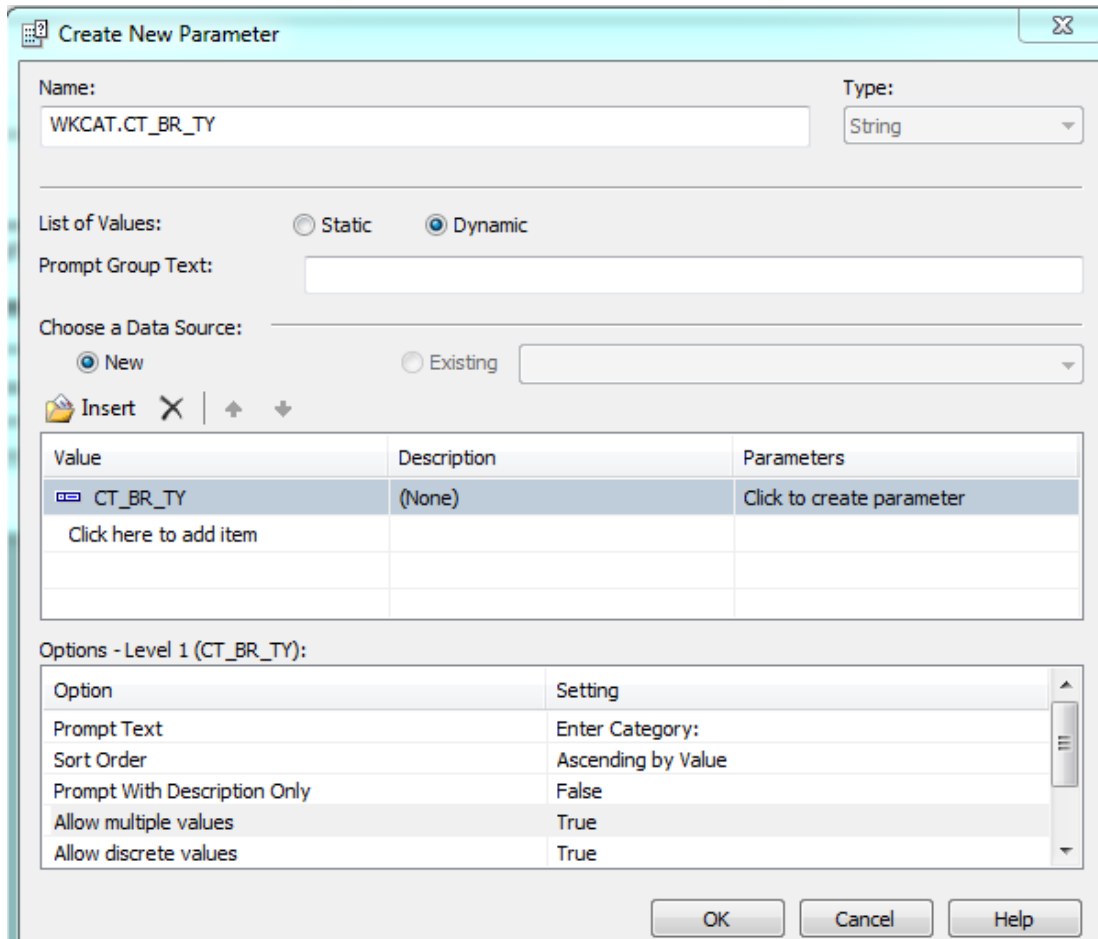 Create New Parameter
Name:
Type:
WKCAT.CT_BR_TY
String
List of Values:
Static
Dynamic
Prompt Group Text:
Choose a Data Source:
New
Existing
Insert
Value Description Parameters
CT_BR_TY (None) Click to create parameter
Click here to add item
Options - Level 1 (CT_BR_TY):
Option Setting
Prompt Text Enter Category:
Sort Order Ascending by Value
Prompt With Description Only False
Allow multiple values True
Allow discrete values True
OK Cancel Help